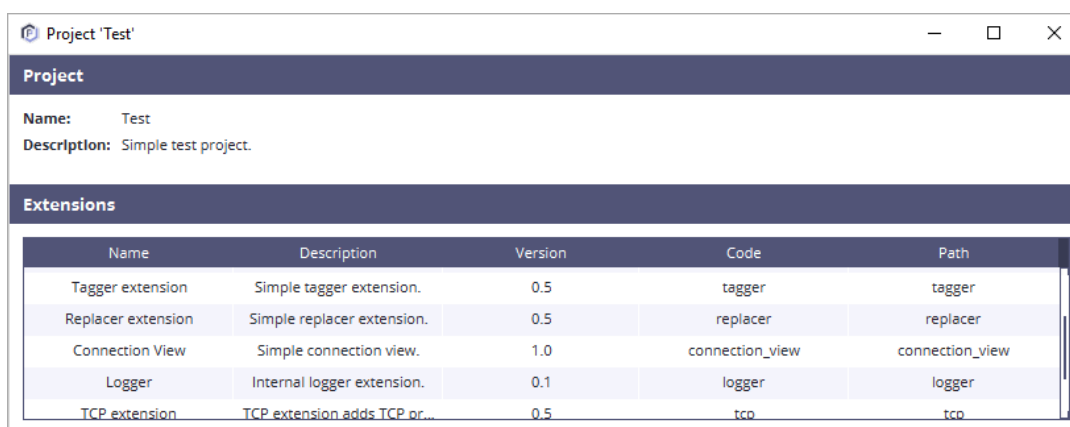 Project 'Test'
Project
Name: Test
Description: Simple test project.
Extensions
Name Description Version Code Path
Tagger extension Simple tagger extension. 0.5 tagger tagger
Replacer extension Simple replacer extension. 0.5 replacer replacer
Connection View Simple connection view. 1.0 connection_view connection_view
Logger Internal logger extension. 0.1 logger logger
TCP extension TCP extension adds TCP pr... 0.5 tcp tcp